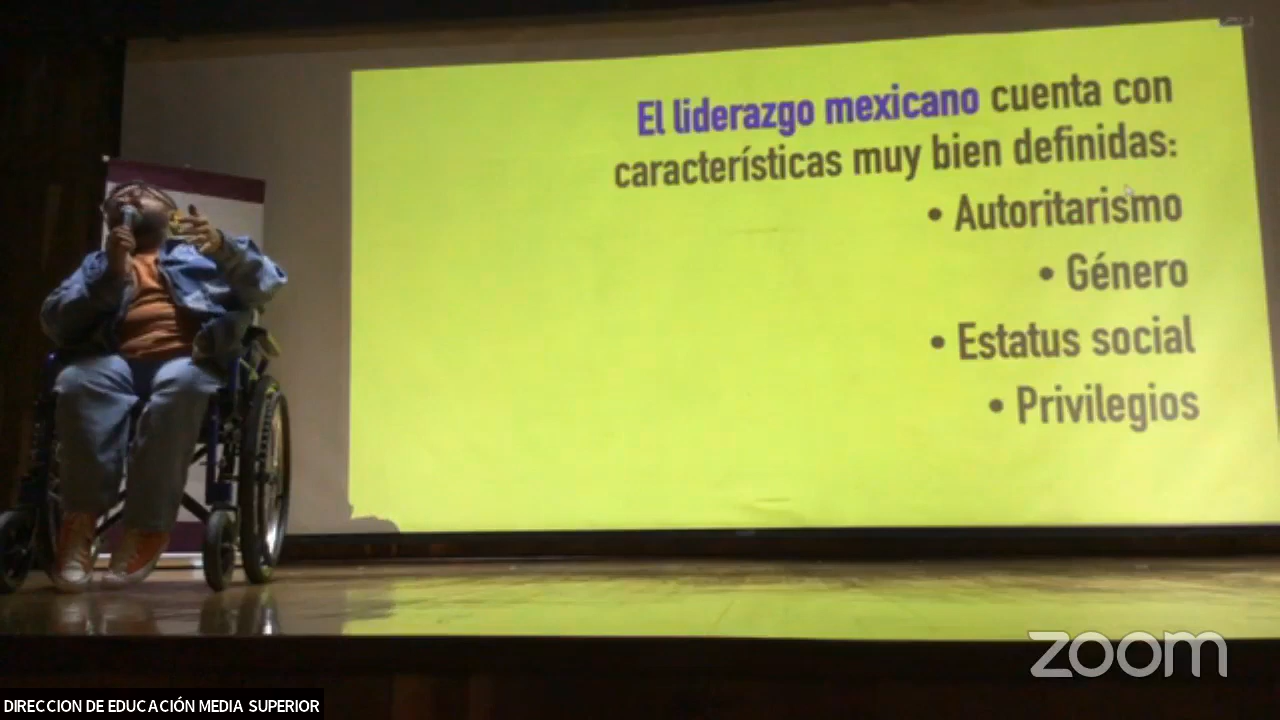 El liderazgo mexicano cuenta con
características muy bien definidas:
• Autoritarismo
• Género
• Estatus social
• Privilegios
zoom
DIRECCION DE EDUCACIÓN MEDIA SUPERIOR